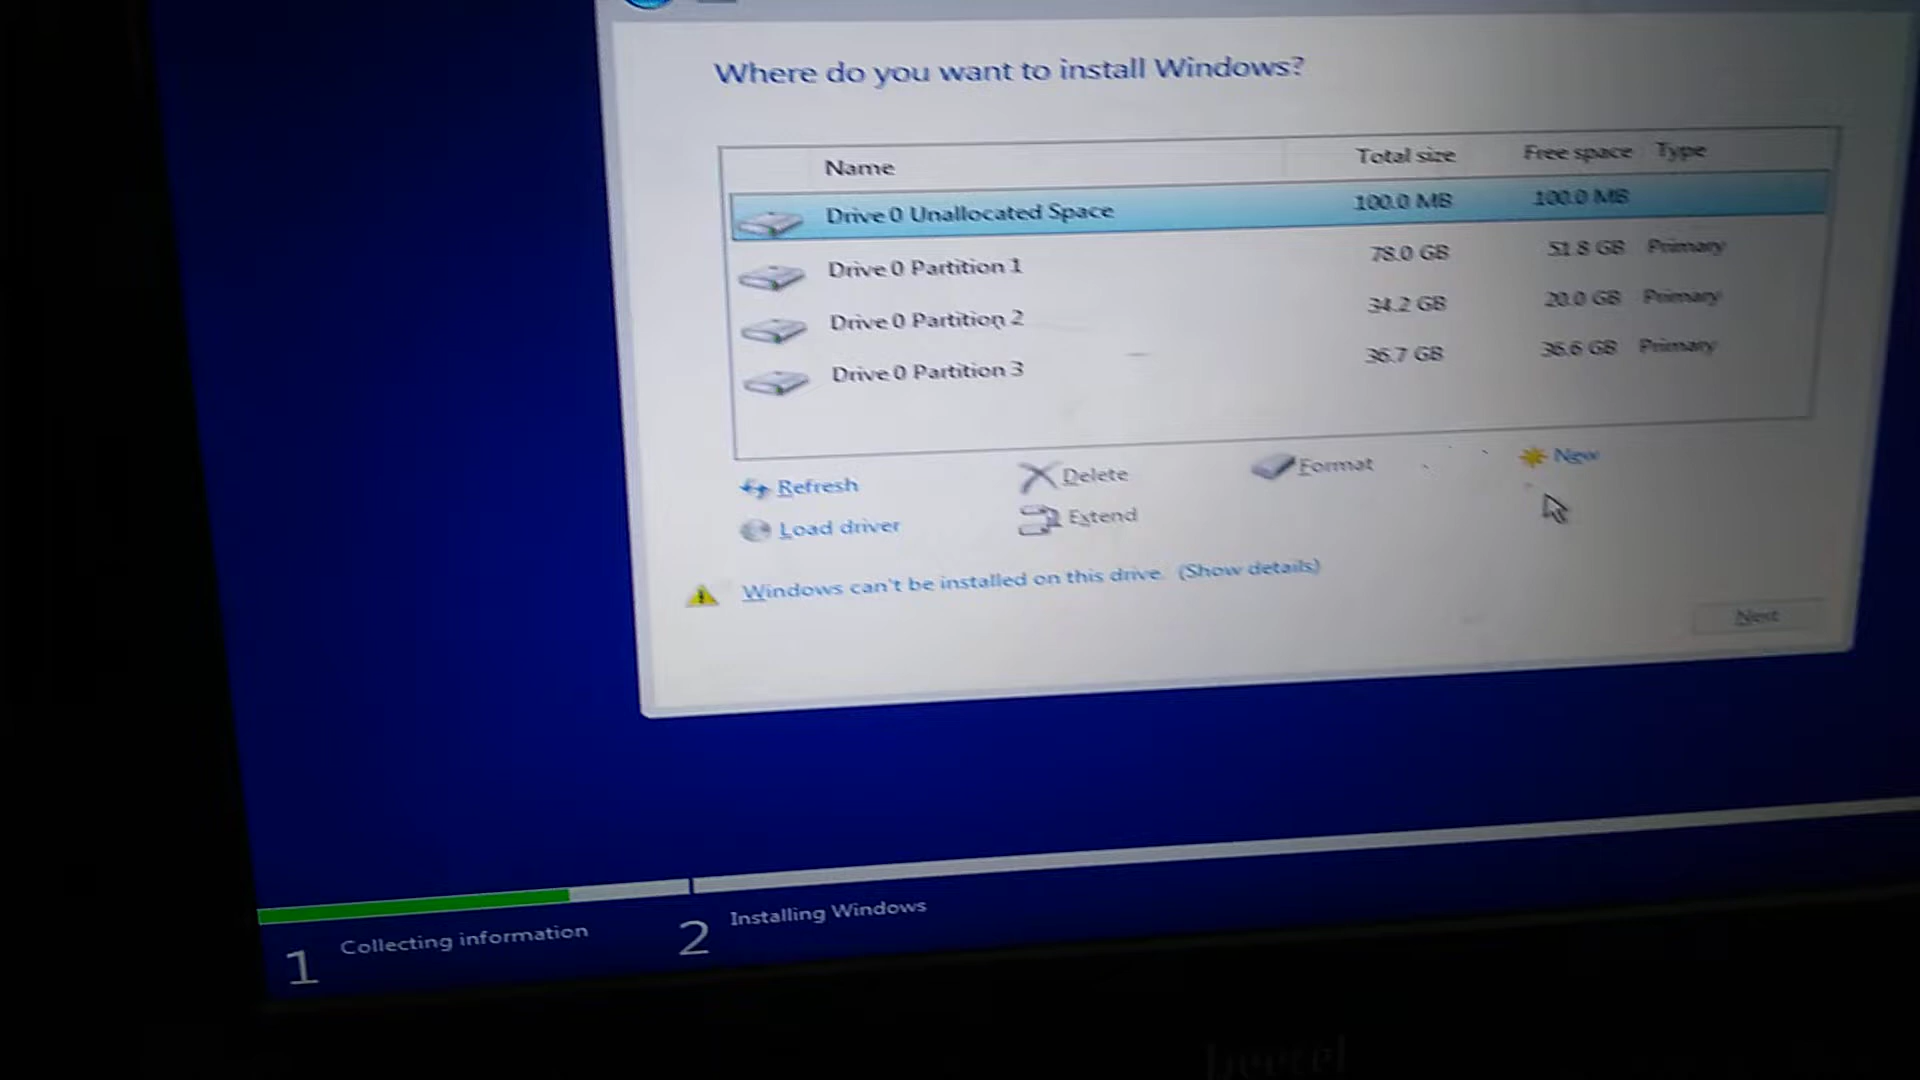 Where do you want to install Windows?
Name Total size Free space Type
Drive 0 Unallocated Space 100.0 MB 100.0 MB
Drive 0 Partition 1 78.0 GB 51.8 GB Primary
Drive 0 Partition 2 34.2 GB 20.0 GB Primary
Drive 0 Partition 3 36.7 GB 36.6 GB Primary
Refresh Delete Format New
Load driver Extend
Windows can't be installed on this drive. (Show details)
Next
1 Collecting information 2 Installing Windows